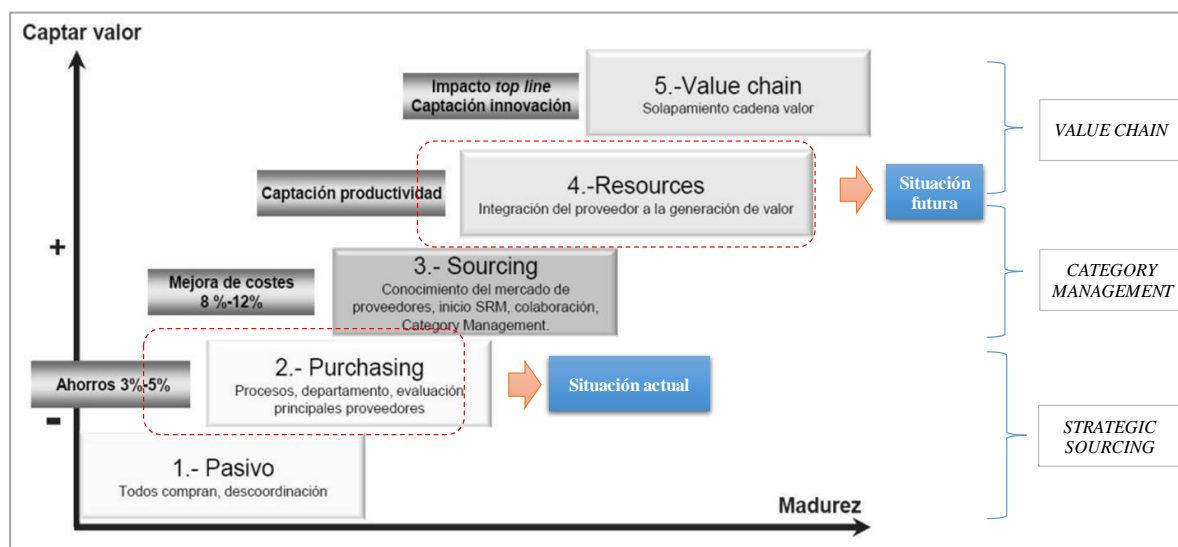 Captar valor
Impacto top line
Captación innovación
5.-Value chain
Solapamiento cadena valor
VALUE CHAIN
Captación productividad
4.-Resources
Integración del proveedor a la generación de valor
Situación
futura
+
Mejora de costes
8 %-12%
3.- Sourcing
Conocimiento del mercado de
proveedores, inicio SRM, colaboración,
Category Management.
CATEGORY
MANAGEMENT
Ahorros 3%-5%
2.- Purchasing
Procesos, departamento, evaluación
principales proveedores
Situación actual
-
STRATEGIC
SOURCING
1.- Pasivo
Todos compran, descoordinación
Madurez